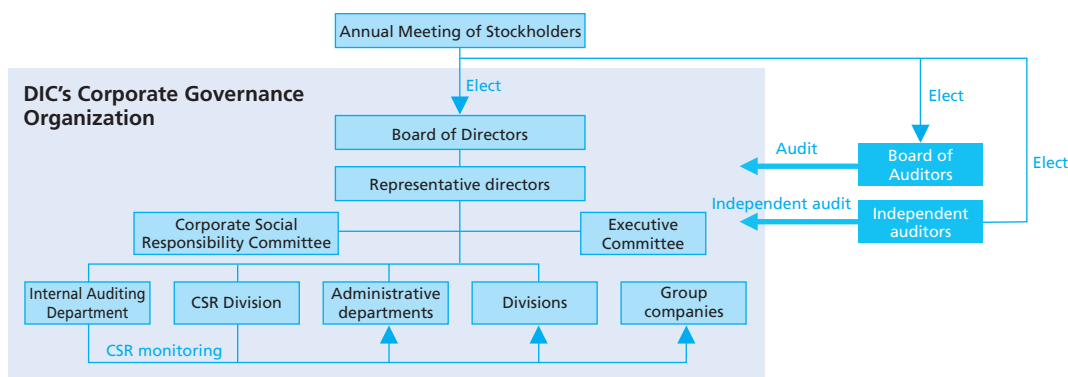 Annual Meeting of Stockholders
DIC's Corporate Governance
Organization
Elect
Elect
Board of Directors
Audit
Board of
Auditors
Elect
Representative directors
Independent audit
Independent
auditors
Corporate Social
Responsibility Committee
Executive
Committee
Internal Auditing
Department
CSR Division
Administrative
departments
Divisions
Group
companies
CSR monitoring